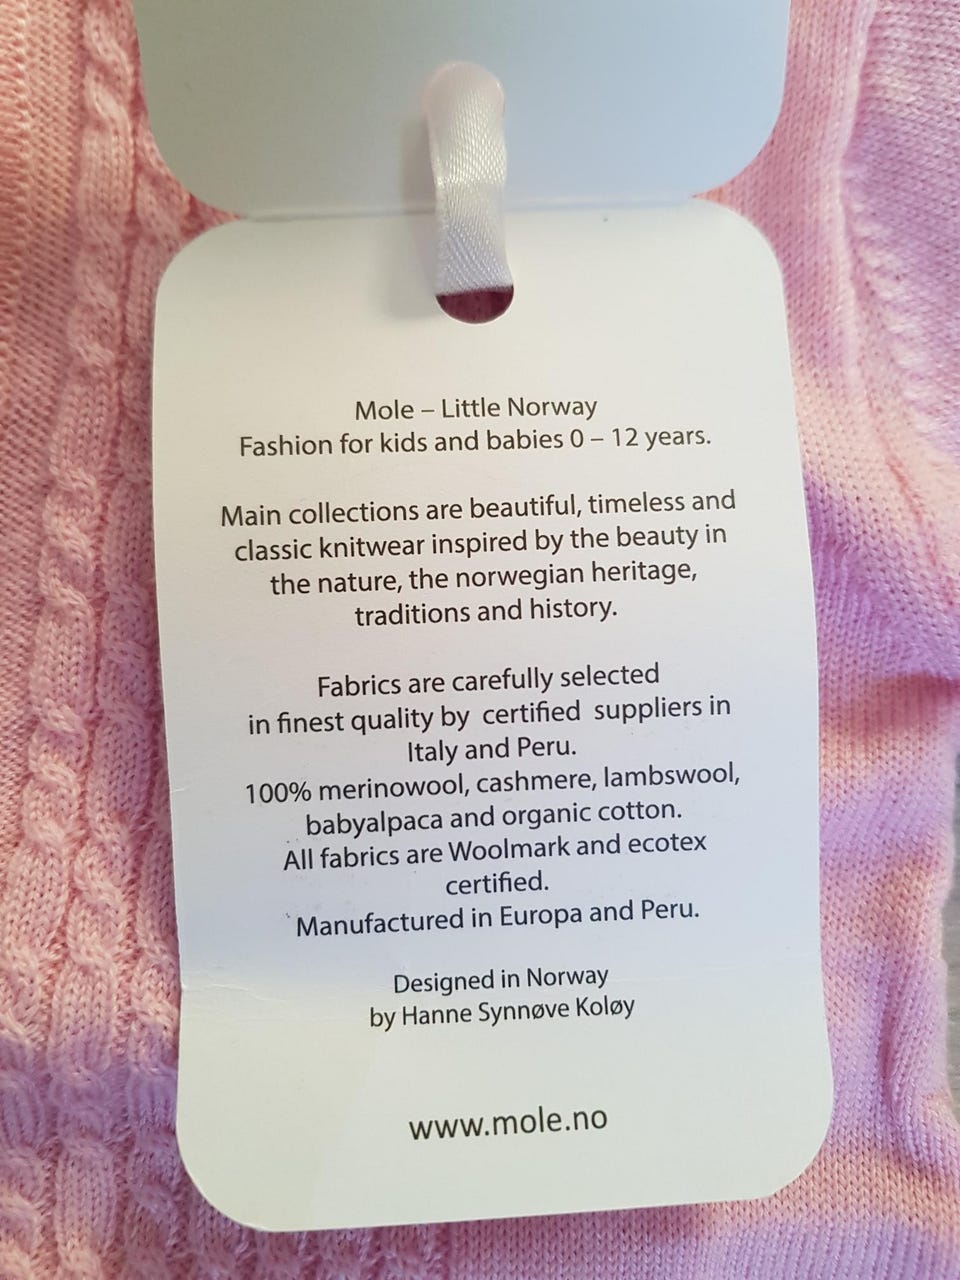 Mole – Little Norway
Fashion for kids and babies 0 – 12 years.
Main collections are beautiful, timeless and
classic knitwear inspired by the beauty in
the nature, the norwegian heritage,
traditions and history.
Fabrics are carefully selected
in finest quality by certified suppliers in
Italy and Peru.
100% merinowool, cashmere, lambswool,
babyalpaca and organic cotton.
All fabrics are Woolmark and ecotex
certified.
Manufactured in Europa and Peru.
Designed in Norway
by Hanne Synnøve Koløy
www.mole.no